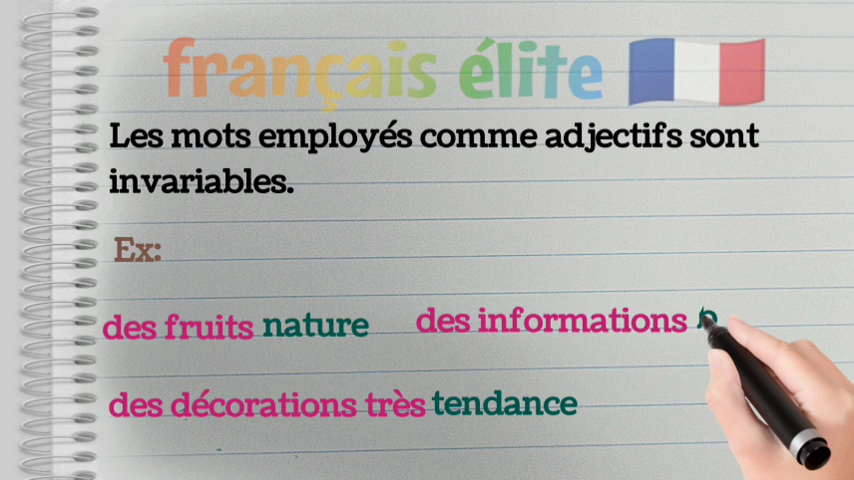 français élite
Les mots employés comme adjectifs sont
invariables.
Ex:
des fruits nature
des informations
des décorations très tendance